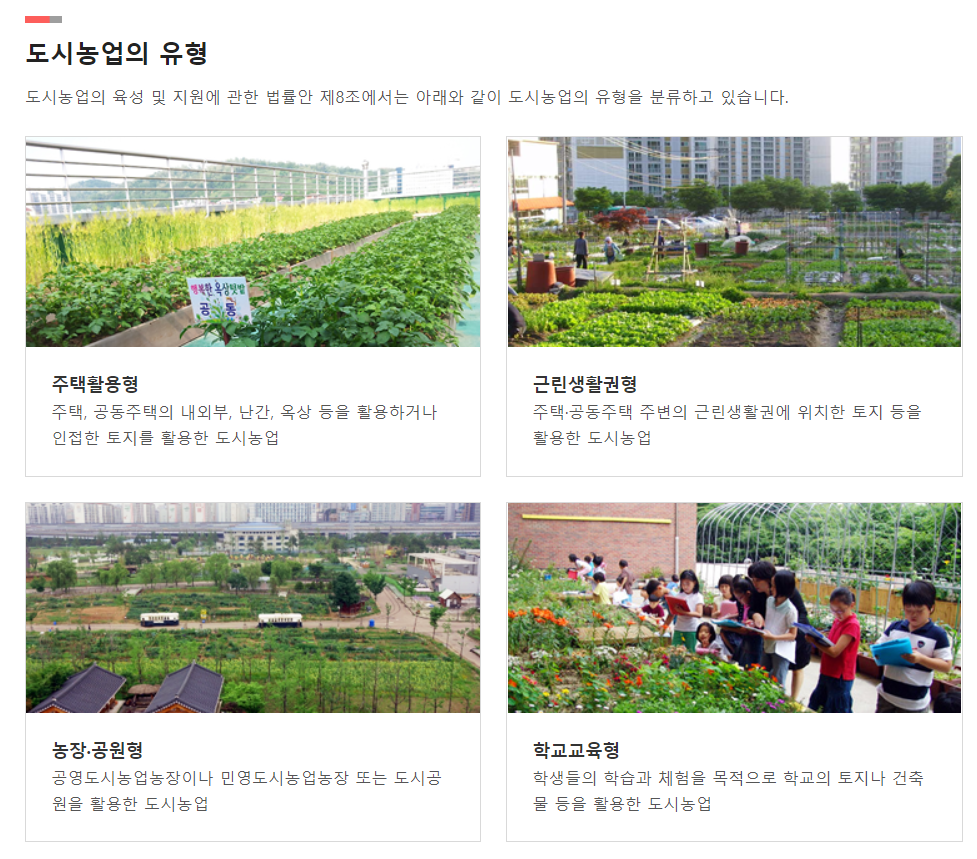 도시농업의 유형
도시농업의 육성 및 지원에 관한 법률안 제8조에서는 아래와 같이 도시농업의 유형을 분류하고 있습니다.
행복한 옥상텃밭
공동
주택활용형
주택, 공동주택의 내외부, 난간, 옥상 등을 활용하거나
인접한 토지를 활용한 도시농업
근린생활권형
주택·공동주택 주변의 근린생활권에 위치한 토지 등을
활용한 도시농업
농장·공원형
공영도시농업농장이나 민영도시농업농장 또는 도시공
원을 활용한 도시농업
학교교육형
학생들의 학습과 체험을 목적으로 학교의 토지나 건축
물 등을 활용한 도시농업